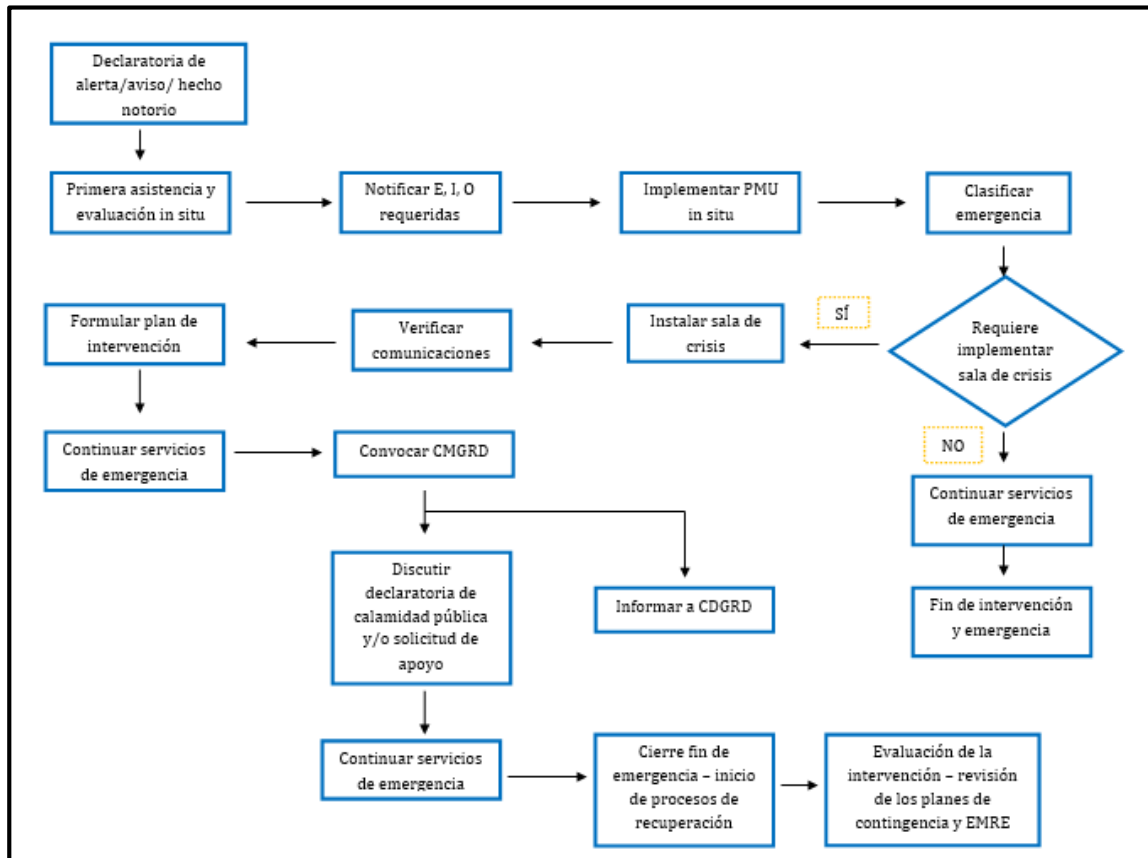 Declaratoria de
alerta/aviso/ hecho
notorio
Primera asistencia y
evaluación in situ
Notificar E, I, O
requeridas
Implementar PMU
in situ
Clasificar
emergencia
Requiere
implementar
sala de crisis
SÍ
Instalar sala de
crisis
Verificar
comunicaciones
Formular plan de
intervención
Continuar servicios
de emergencia
Convocar CMGRD
NO
Continuar servicios
de emergencia
Fin de intervención
y emergencia
Discutir
declaratoria de
calamidad pública
y/o solicitud de
apoyo
Informar a CDGRD
Continuar servicios
de emergencia
Cierre fin de
emergencia – inicio
de procesos de
recuperación
Evaluación de la
intervención – revisión
de los planes de
contingencia y EMRE